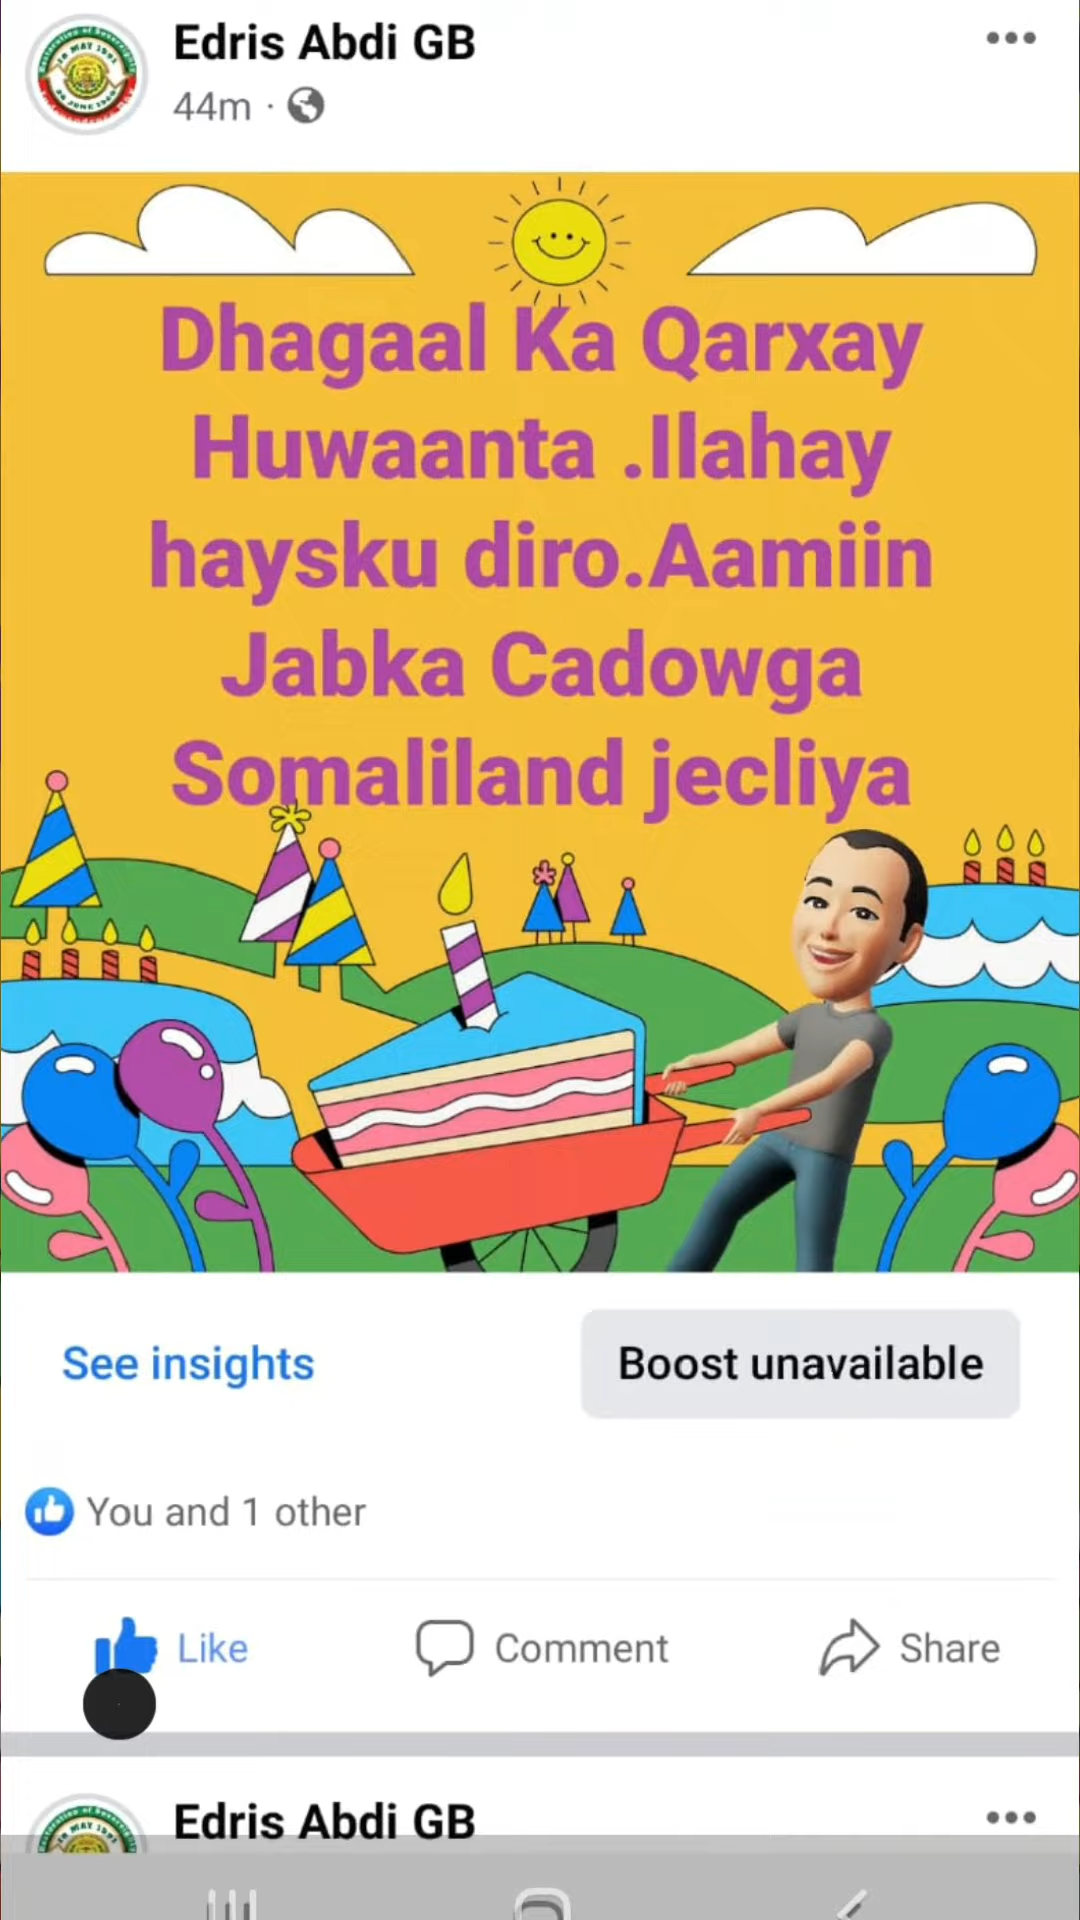 Edris Abdi GB
44m
Dhagaal Ka Qarxay
Huwaanta .Ilahay
haysku diro.Aamiin
Jabka Cadowga
Somaliland jecliya
See insights
Boost unavailable
You and 1 other
Like
Comment
Share
Edris Abdi GB